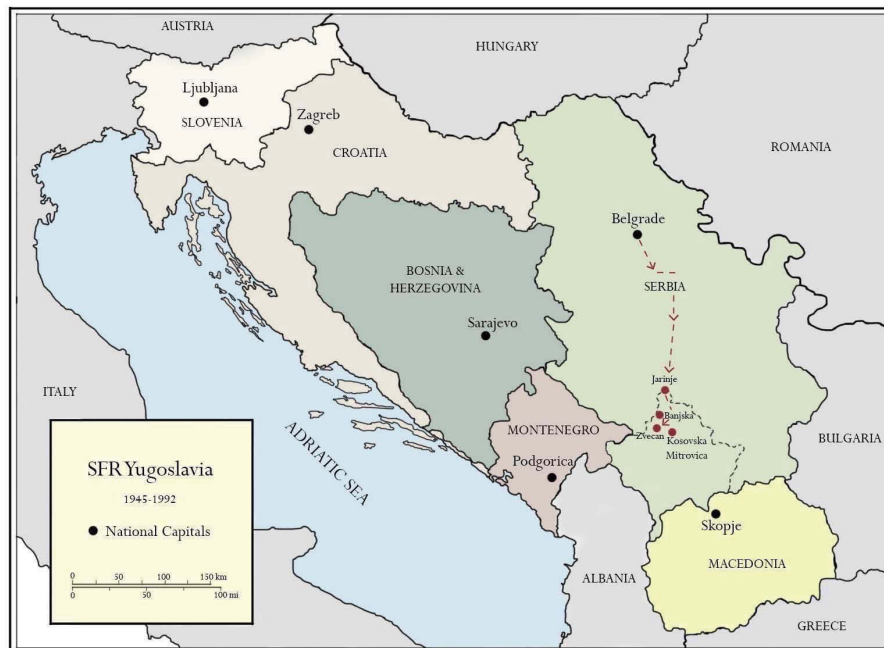 AUSTRIA
HUNGARY
Ljubljana
SLOVENIA
Zagreb
CROATIA
ROMANIA
Belgrade
SERBIA
BOSNIA &
HERZEGOVINA
Sarajevo
ITALY
Jarinje
Banjska
Zvecan
Kosovska
Mitrovica
MONTENEGRO
Podgorica
BULGARIA
ADRIATIC SEA
Skopje
MACEDONIA
ALBANIA
GREECE
SFR Yugoslavia
1945-1992
National Capitals
0 50 100 150 km
0 50 100 mi